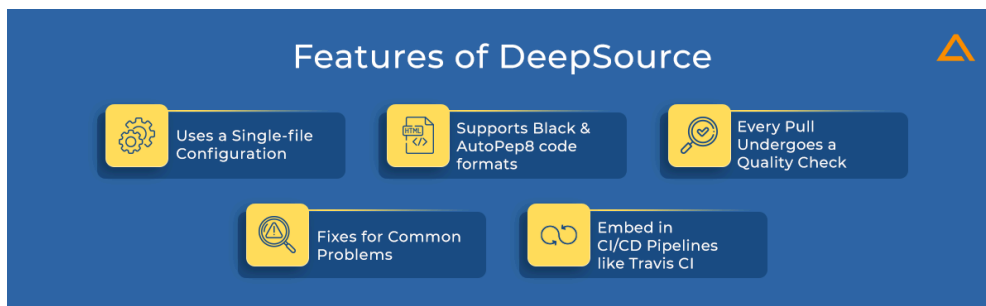 Features of DeepSource
Uses a Single-file
Configuration
HTML
</>
Supports Black &
AutoPep8 code
formats
Every Pull
Undergoes a
Quality Check
Fixes for Common
Problems
Embed in
CI/CD Pipelines
like Travis CI